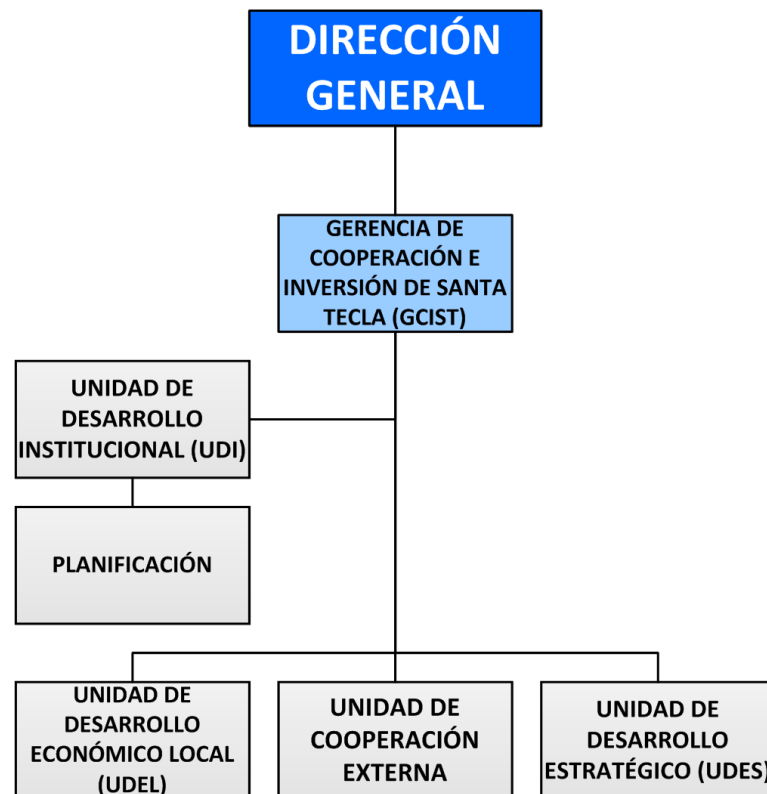 DIRECCIÓN
GENERAL
GERENCIA DE
COOPERACIÓN E
INVERSIÓN DE SANTA
TECLA (GCIST)
UNIDAD DE
DESARROLLO
INSTITUCIONAL (UDI)
PLANIFICACIÓN
UNIDAD DE
DESARROLLO
ECONÓMICO LOCAL
(UDEL)
UNIDAD DE
COOPERACIÓN
EXTERNA
UNIDAD DE
DESARROLLO
ESTRATÉGICO (UDES)